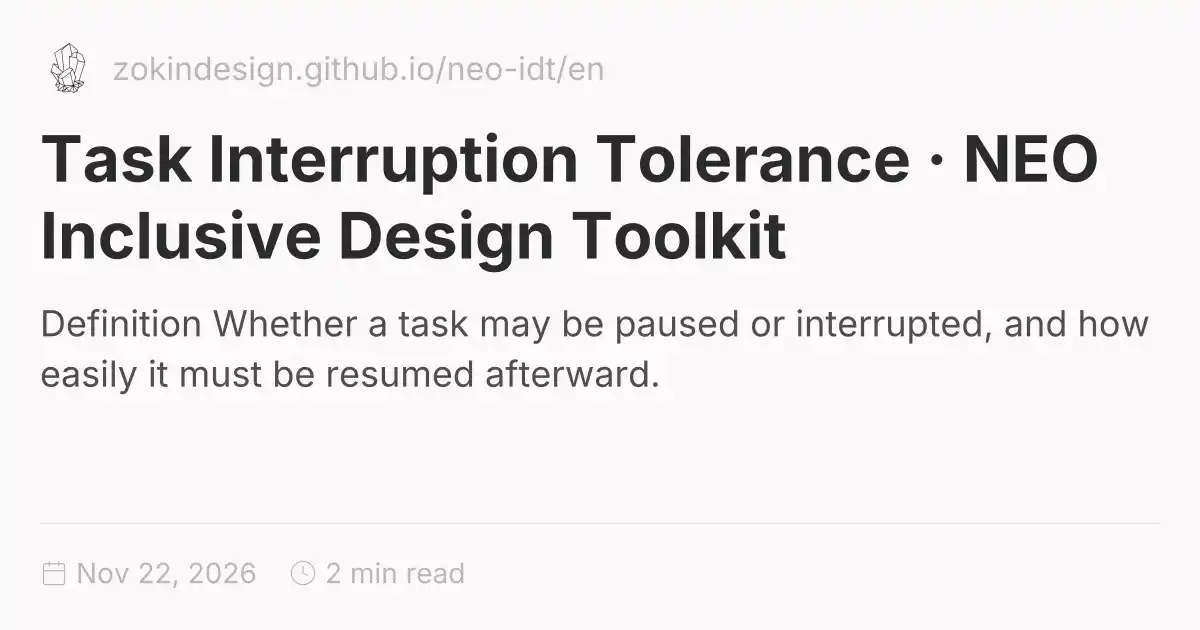 zokindesign.github.io/neo-idt/en
Task Interruption Tolerance · NEO
Inclusive Design Toolkit
Definition Whether a task may be paused or interrupted, and how
easily it must be resumed afterward.
Nov 22, 2026 2 min read